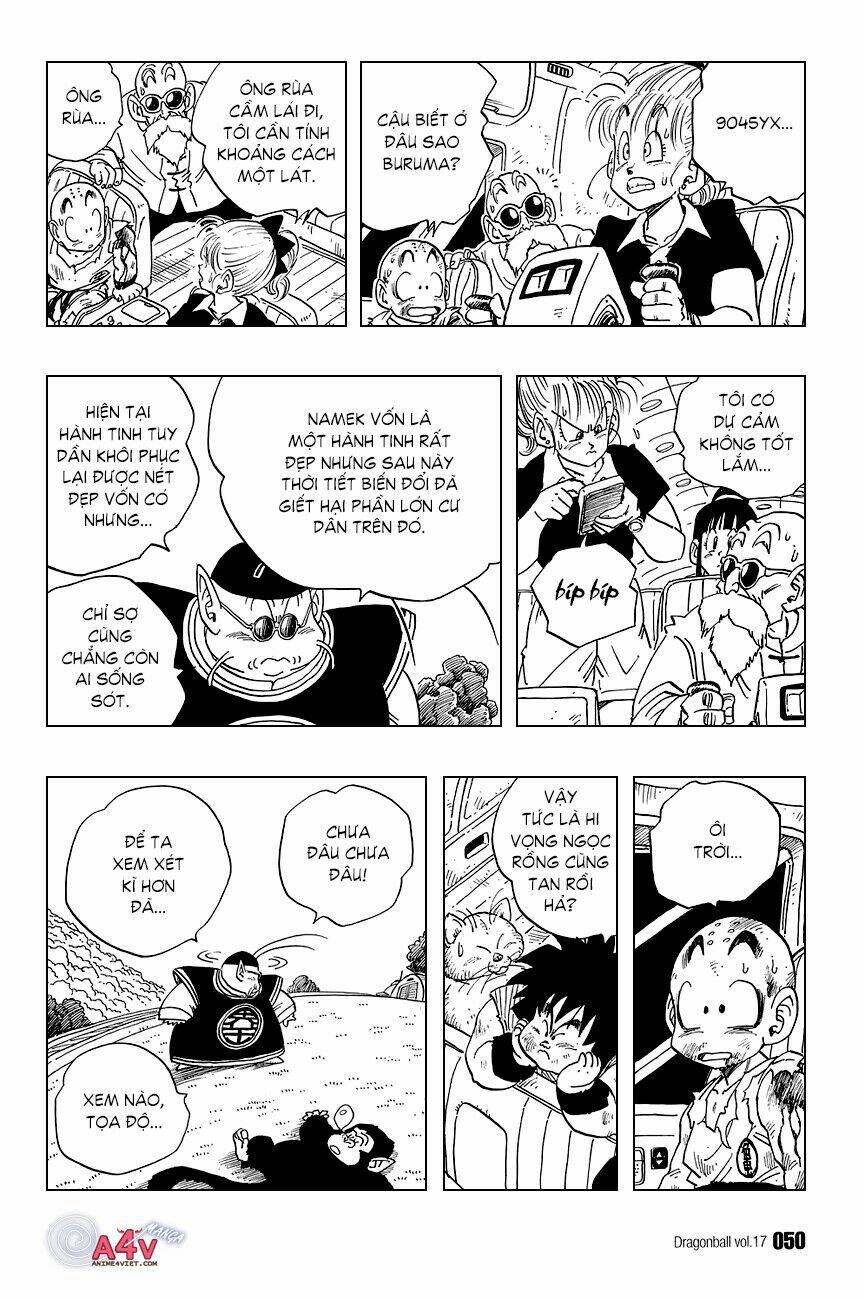 9045YX...
CẬU BIẾT Ở
ĐÂU SAO
BURUMA?
ÔNG RÙA
CẦM LÁI ĐI,
TÔI CẦN TÍNH
KHOẢNG CÁCH
MỘT LÁT.
ÔNG
RÙA...
TÔI CÓ
DỰ CẢM
KHÔNG TỐT
LẮM...
bíp bíp
NAMEK VỐN LÀ
MỘT HÀNH TINH RẤT
ĐẸP NHƯNG SAU NÀY
THỜI TIẾT BIẾN ĐỔI ĐÃ
GIẾT HẠI PHẦN LỚN CƯ
DÂN TRÊN ĐÓ.
HIỆN TẠI
HÀNH TINH TUY
DẦN KHÔI PHỤC
LẠI ĐƯỢC NÉT
ĐẸP VỐN CÓ
NHƯNG...
CHỈ SỢ
CŨNG
CHẲNG CÒN
AI SỐNG
SÓT.
ÔI
TRỜI...
VẬY
TỨC LÀ HI
VỌNG NGỌC
RỒNG CŨNG
TAN RỒI
HẢ?
CHƯA
ĐÂU CHƯA
ĐÂU!
ĐỂ TA
XEM XÉT
KĨ HƠN
ĐÃ...
XEM NÀO,
TỌA ĐỘ...
A4V MANGA
ANIME4VIET.COM
Dragonball vol.17 050